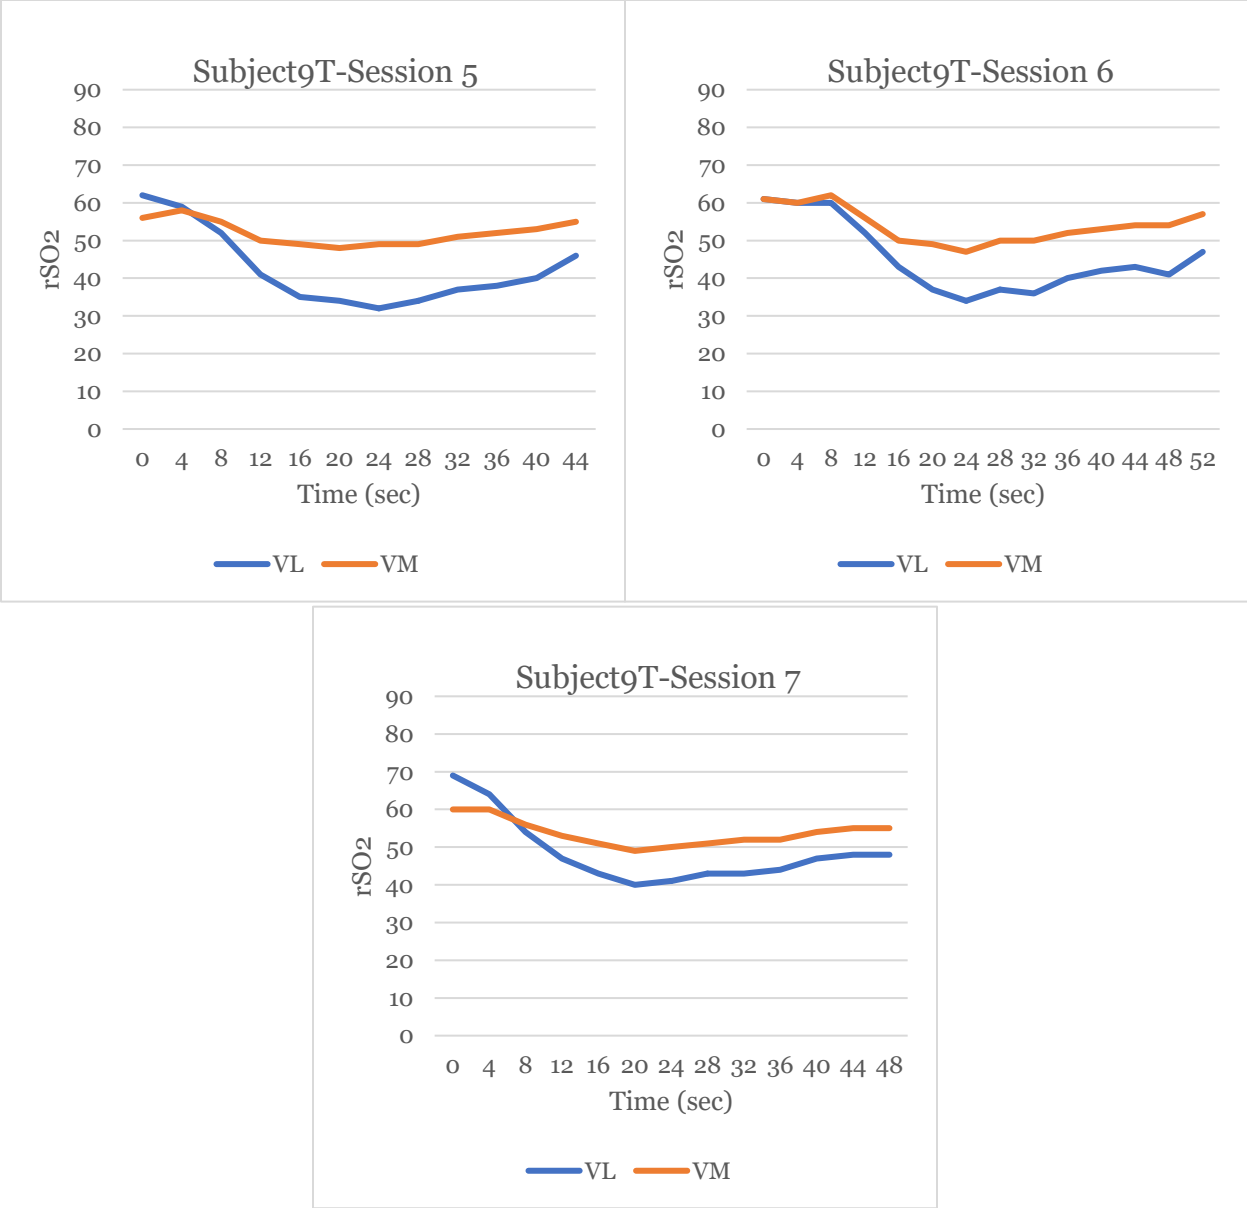 Subject9T-Session 5
90
80
70
60
50
40
30
20
10
0
rSO2
0 4 8 12 16 20 24 28 32 36 40 44
Time (sec)
VL VM
Subject9T-Session 6
90
80
70
60
50
40
30
20
10
0
rSO2
0 4 8 12 16 20 24 28 32 36 40 44 48 52
Time (sec)
VL VM
Subject9T-Session 7
90
80
70
60
50
40
30
20
10
0
rSO2
0 4 8 12 16 20 24 28 32 36 40 44 48
Time (sec)
VL VM